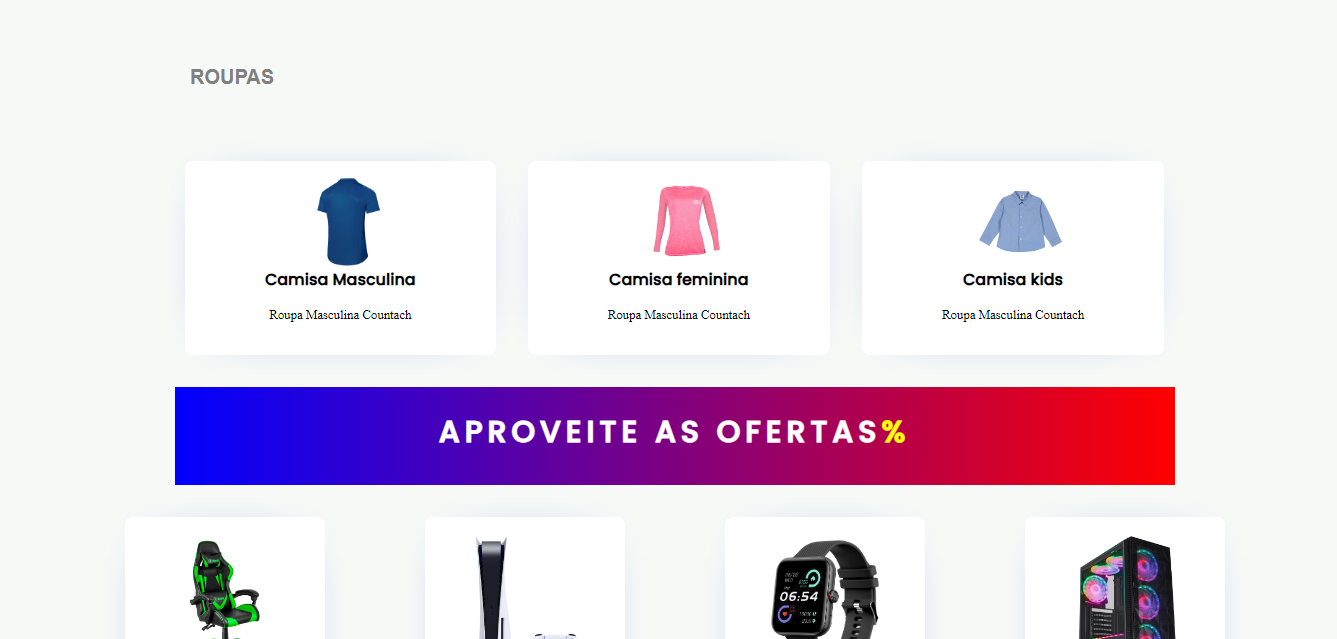 ROUPAS
Camisa Masculina
Camisa feminina
Camisa kids
Roupa Masculina Countach
Roupa Masculina Countach
Roupa Masculina Countach
APROVEITE AS OFERTAS%
06:54